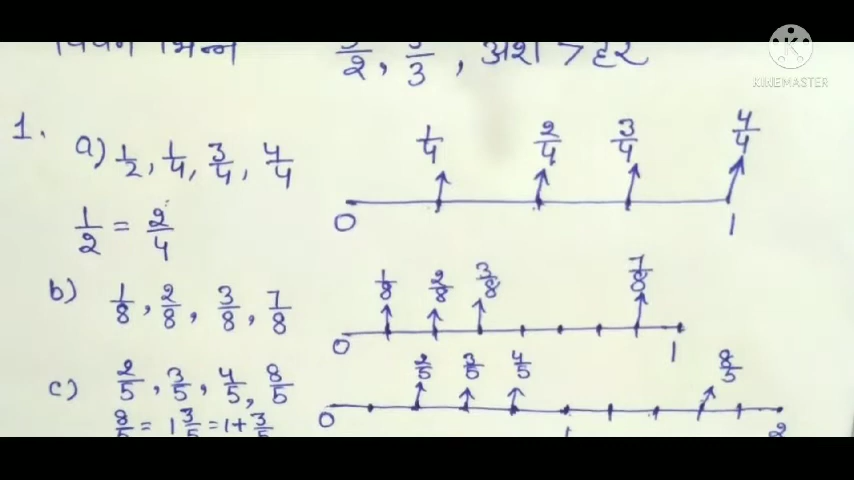 विषम भिन्न 3/2, 5/3, अंश > हर
KINEMASTER
1.
a) 1/2, 1/4, 3/4, 4/4
1/4 2/4 3/4 4/4
0 1
1/2 = 2/4
b) 1/8, 2/8, 3/8, 7/8
1/8 2/8 3/8 7/8
0 1
c) 2/5, 3/5, 4/5, 8/5
2/5 3/5 4/5 8/5
0 1 2
8/5 = 1 3/5 = 1 + 3/5